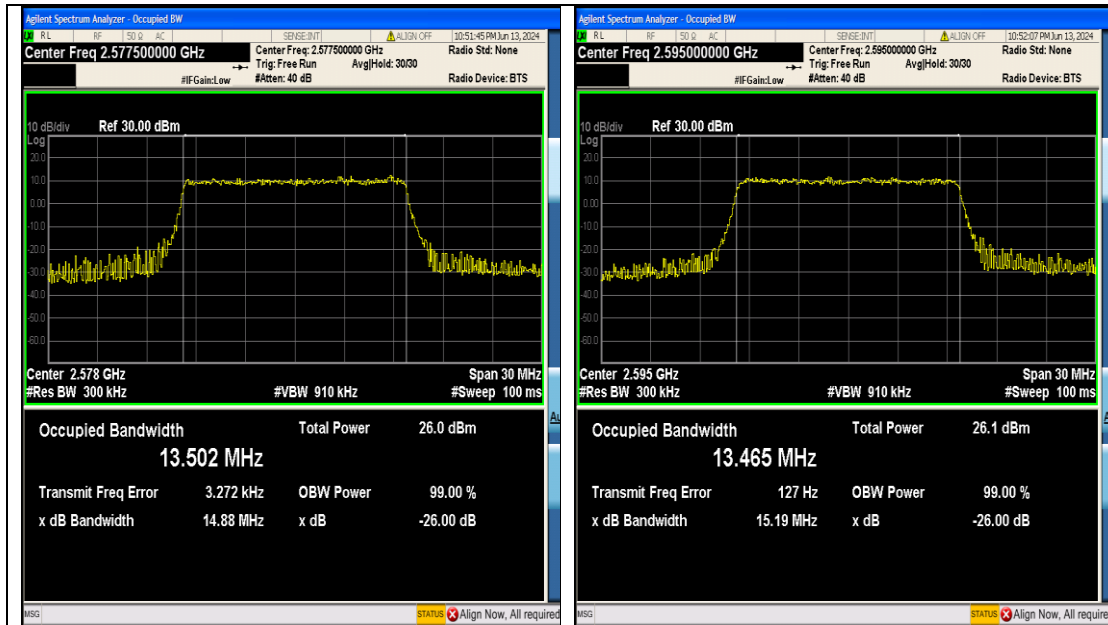 Agilent Spectrum Analyzer - Occupied BW
LXI RL RF 50 Ω AC SENSE:INT ALIGN OFF 10:51:45 PM Jun 13, 2024
Center Freq 2.577500000 GHz
Center Freq: 2.577500000 GHz
Radio Std: None
Trig: Free Run Avg|Hold: 30/30
#IFGain:Low #Atten: 40 dB Radio Device: BTS
10 dB/div Ref 30.00 dBm
Log
20.0
10.0
0.00
-10.0
-20.0
-30.0
-40.0
-50.0
-60.0
Center 2.578 GHz Span 30 MHz
#Res BW 300 kHz #VBW 910 kHz #Sweep 100 ms
Occupied Bandwidth Total Power 26.0 dBm
13.502 MHz
Transmit Freq Error 3.272 kHz OBW Power 99.00 %
x dB Bandwidth 14.88 MHz x dB -26.00 dB
MSG STATUS Align Now, All required
Agilent Spectrum Analyzer - Occupied BW
LXI RL RF 50 Ω AC SENSE:INT ALIGN OFF 10:52:07 PM Jun 13, 2024
Center Freq 2.595000000 GHz
Center Freq: 2.595000000 GHz
Radio Std: None
Trig: Free Run Avg|Hold: 30/30
#IFGain:Low #Atten: 40 dB Radio Device: BTS
10 dB/div Ref 30.00 dBm
Log
20.0
10.0
0.00
-10.0
-20.0
-30.0
-40.0
-50.0
-60.0
Center 2.595 GHz Span 30 MHz
#Res BW 300 kHz #VBW 910 kHz #Sweep 100 ms
Occupied Bandwidth Total Power 26.1 dBm
13.465 MHz
Transmit Freq Error 127 Hz OBW Power 99.00 %
x dB Bandwidth 15.19 MHz x dB -26.00 dB
MSG STATUS Align Now, All require